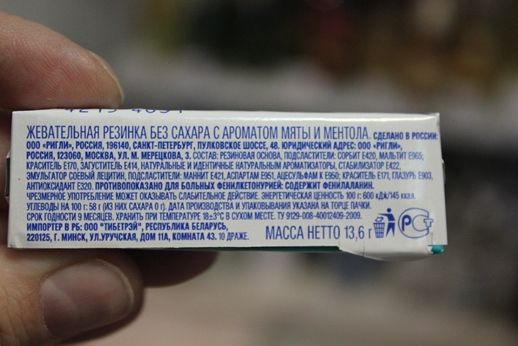 ЖЕВАТЕЛЬНАЯ РЕЗИНКА БЕЗ САХАРА С АРОМАТОМ МЯТЫ И МЕНТОЛА. СДЕЛАНО В РОССИИ:
ООО «РИГЛИ», РОССИЯ, 196140, САНКТ-ПЕТЕРБУРГ, ПУЛКОВСКОЕ ШОССЕ, 48. ЮРИДИЧЕСКИЙ АДРЕС: ООО «РИГЛИ»,
РОССИЯ, 123060, МОСКВА, УЛ. М. МЕРЕЦКОВА, 3. СОСТАВ: РЕЗИНОВАЯ ОСНОВА, ПОДСЛАСТИТЕЛИ: СОРБИТ Е420, МАЛЬТИТ Е965;
КРАСИТЕЛЬ Е170, ЗАГУСТИТЕЛЬ Е414, НАТУРАЛЬНЫЕ И ИДЕНТИЧНЫЕ НАТУРАЛЬНЫМ АРОМАТИЗАТОРЫ, СТАБИЛИЗАТОР Е422,
ЭМУЛЬГАТОР СОЕВЫЙ ЛЕЦИТИН, ПОДСЛАСТИТЕЛИ: МАННИТ Е421, АСПАРТАМ Е951, АЦЕСУЛЬФАМ К Е950; КРАСИТЕЛЬ Е171, ГЛАЗУРЬ Е903,
АНТИОКСИДАНТ Е320. ПРОТИВОПОКАЗАНО ДЛЯ БОЛЬНЫХ ФЕНИЛКЕТОНУРИЕЙ: СОДЕРЖИТ ФЕНИЛАЛАНИН.
ЧРЕЗМЕРНОЕ УПОТРЕБЛЕНИЕ МОЖЕТ ОКАЗЫВАТЬ СЛАБИТЕЛЬНОЕ ДЕЙСТВИЕ. ЭНЕРГЕТИЧЕСКАЯ ЦЕННОСТЬ 100 г: 600 кДж/145 ккал.
УГЛЕВОДЫ НА 100 г: 58 г (ИЗ НИХ САХАРА 0 г). ДАТА ПРОИЗВОДСТВА И УПАКОВЫВАНИЯ УКАЗАНА НА ТОРЦЕ ПАЧКИ.
СРОК ГОДНОСТИ 9 МЕСЯЦЕВ. ХРАНИТЬ ПРИ ТЕМПЕРАТУРЕ 18±3°С В СУХОМ МЕСТЕ. ТУ 9129-008-40012409-2009.
ИМПОРТЕР В РБ: ООО "ТИБЕТРЭЙ", РЕСПУБЛИКА БЕЛАРУСЬ,
220125, Г. МИНСК, УЛ.УРУЧСКАЯ, ДОМ 11А, КОМНАТА 43. 10 ДРАЖЕ. МАССА НЕТТО 13,6 г